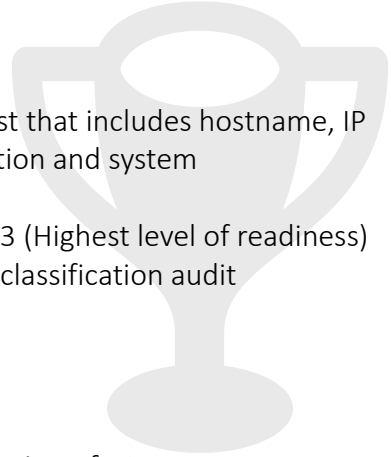 st that includes hostname, IP
tion and system
3 (Highest level of readiness)
classification audit